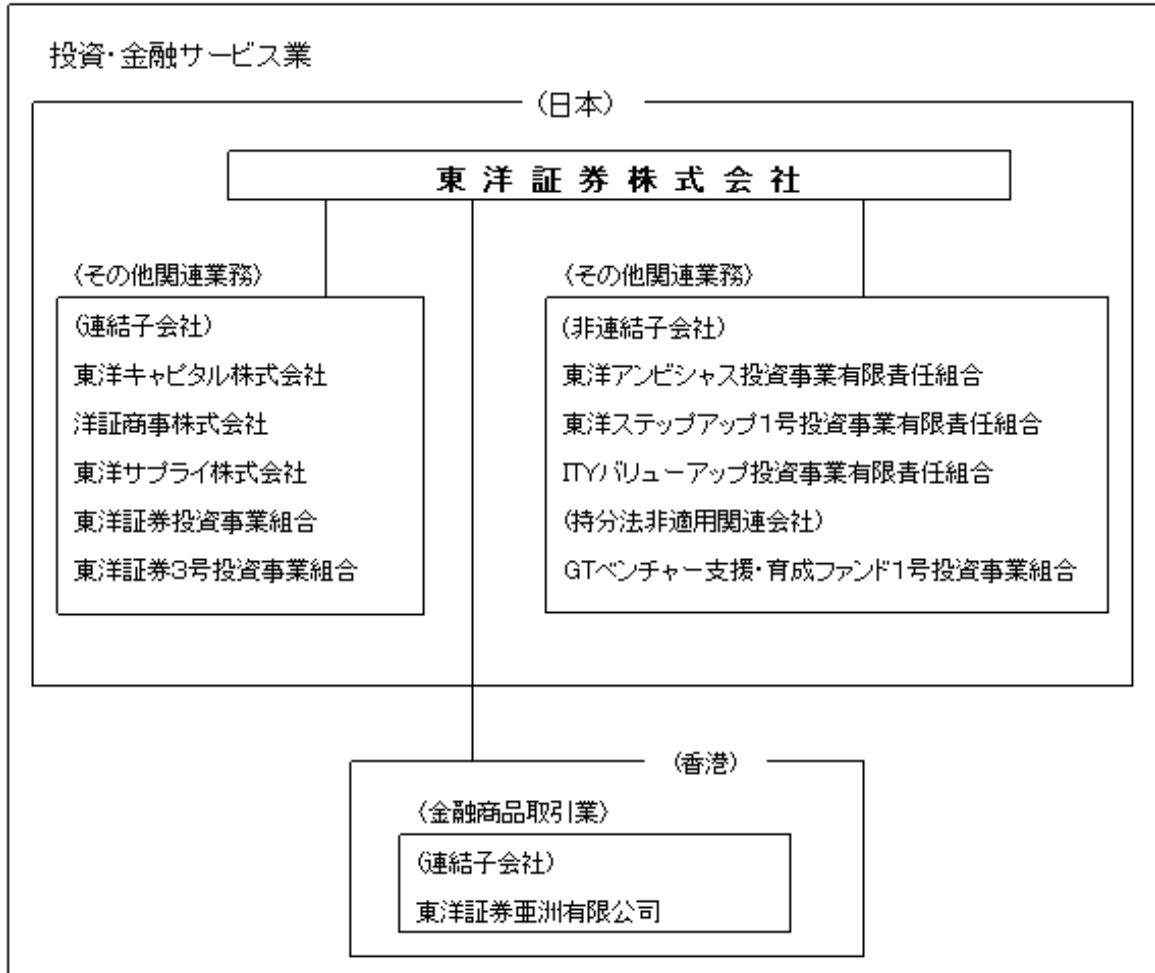 投資・金融サービス業
(日本)
東洋証券株式会社
〈その他関連業務〉
(連結子会社)
東洋キャピタル株式会社
洋証商事株式会社
東洋サプライ株式会社
東洋証券投資事業組合
東洋証券3号投資事業組合
〈その他関連業務〉
(非連結子会社)
東洋アンビシャス投資事業有限責任組合
東洋ステップアップ1号投資事業有限責任組合
ITYバリューアップ投資事業有限責任組合
(持分法非適用関連会社)
GTベンチャー支援・育成ファンド1号投資事業組合
(香港)
〈金融商品取引業〉
(連結子会社)
東洋証券亜洲有限公司